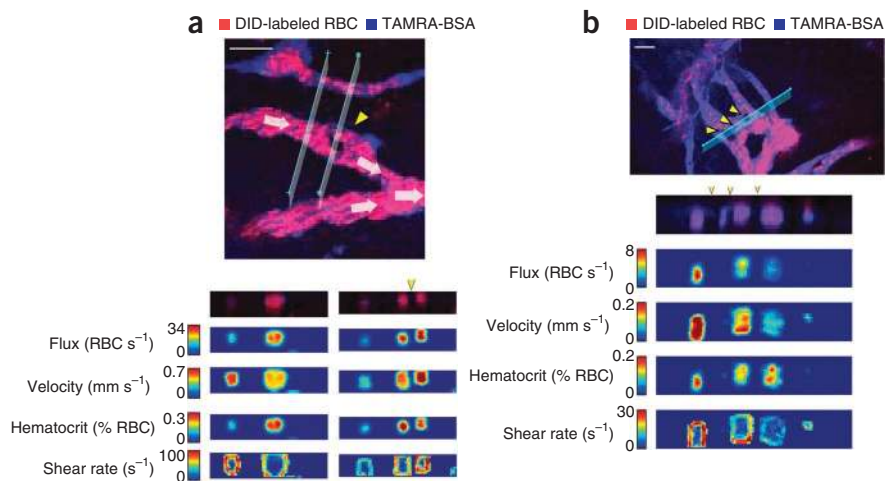 a
DID-labeled RBC TAMRA-BSA
Flux (RBC s⁻¹)
34
0
Velocity (mm s⁻¹)
0.7
0
Hematocrit (% RBC)
0.3
0
Shear rate (s⁻¹)
100
0
b
DID-labeled RBC TAMRA-BSA
Flux (RBC s⁻¹)
8
0
Velocity (mm s⁻¹)
0.2
0
Hematocrit (% RBC)
0.2
0
Shear rate (s⁻¹)
30
0